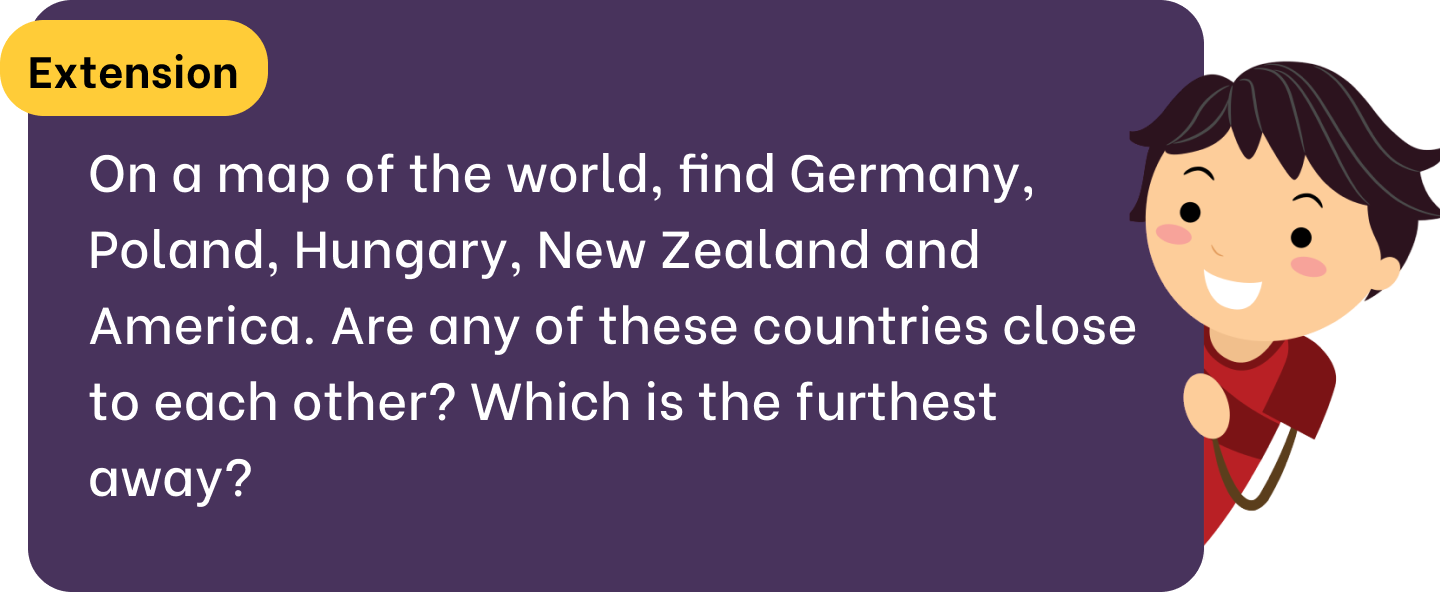 Extension
On a map of the world, find Germany,
Poland, Hungary, New Zealand and
America. Are any of these countries close
to each other? Which is the furthest
away?